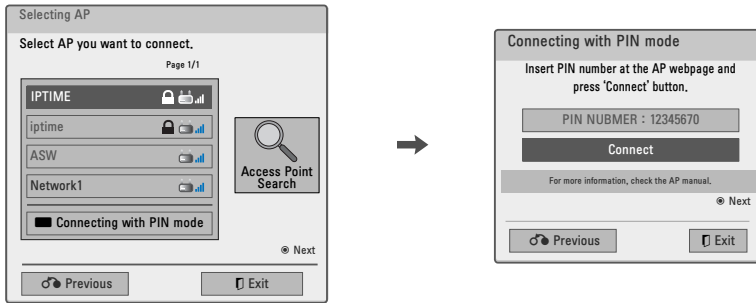 Selecting AP
Select AP you want to connect.
Page 1/1
IPTIME
iptime
ASW
Network1
Connecting with PIN mode
Access Point
Search
Next
Previous
Exit
Connecting with PIN mode
Insert PIN number at the AP webpage and
press ‘Connect’ button.
PIN NUBMER : 12345670
Connect
For more information, check the AP manual.
Next
Previous
Exit